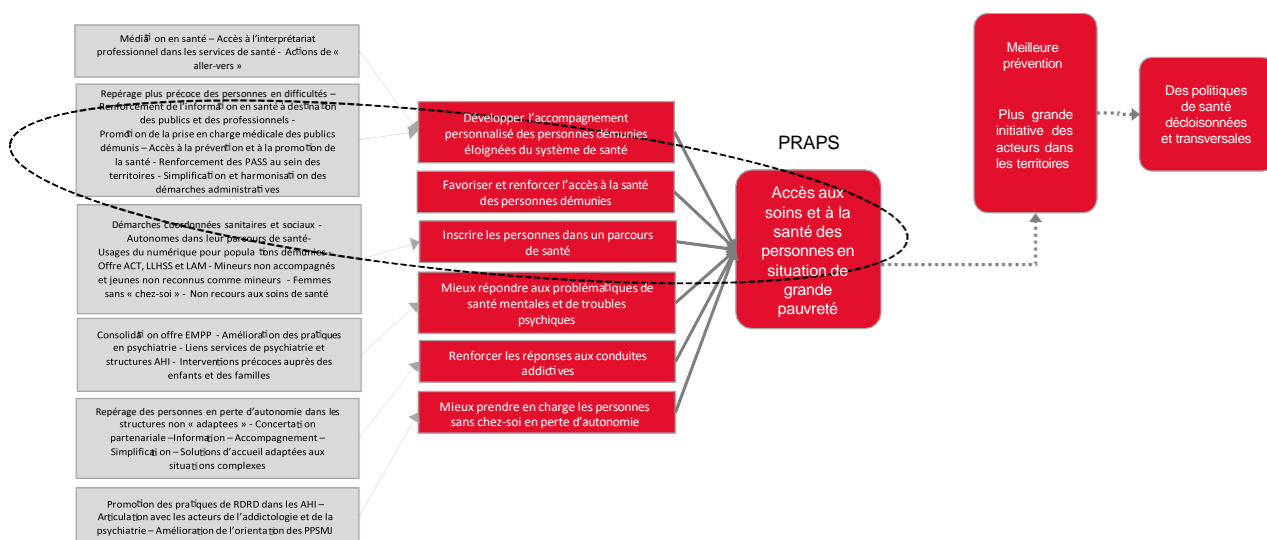 Médiation en santé – Accès à l'interprétariat
professionnel dans les services de santé - Actions de «
aller-vers »
Repérage plus précoce des personnes en difficultés –
Renforcement de l'information en santé à destination
des publics et des professionnels -
Promotion de la prise en charge médicale des publics
démunis – Accès à la prévention et à la promotion de
la santé - Renforcement des PASS au sein des
territoires - Simplification et harmonisation des
démarches administratives
Démarches coordonnées sanitaires et sociaux -
Autonomes dans leur parcours de santé-
Usages du numérique pour populations démunies -
Offre ACT, LLHSS et LAM - Mineurs non accompagnés
et jeunes non reconnus comme mineurs - Femmes
sans « chez-soi » - Non recours aux soins de santé
Consolidation offre EMPP - Amélioration des pratiques
en psychiatrie - Liens services de psychiatrie et
structures AHI - Interventions précoces auprès des
enfants et des familles
Repérage des personnes en perte d'autonomie dans les
structures non « adaptees » - Concertation
partenariale –Information – Accompagnement –
Simplification – Solutions d'accueil adaptées aux
situations complexes
Promotion des pratiques de RDRD dans les AHI –
Articulation avec les acteurs de l'addictologie et de la
psychiatrie – Amélioration de l'orientation des PPSMJ
Développer l'accompagnement
personnalisé des personnes démunies
éloignées du système de santé
Favoriser et renforcer l'accès à la santé
des personnes démunies
Inscrire les personnes dans un parcours
de santé
Mieux répondre aux problématiques de
santé mentales et de troubles
psychiques
Renforcer les réponses aux conduites
addictives
Mieux prendre en charge les personnes
sans chez-soi en perte d'autonomie
PRAPS
Accès aux
soins et à la
santé des
personnes en
situation de
grande
pauvreté
Meilleure
prévention
Plus grande
initiative des
acteurs dans
les territoires
Des politiques
de santé
décloisonnées
et transversales